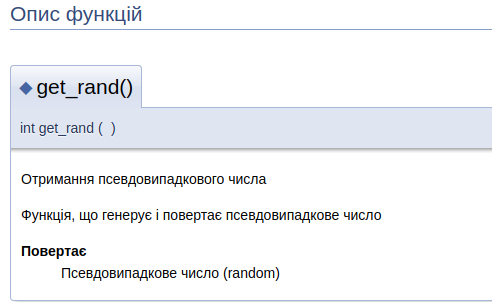 Опис функцій
◆ get_rand()
int get_rand ( )
Отримання псевдовипадкового числа
Функція, що генерує і повертає псевдовипадкове число
Повертає
Псевдовипадкове число (random)